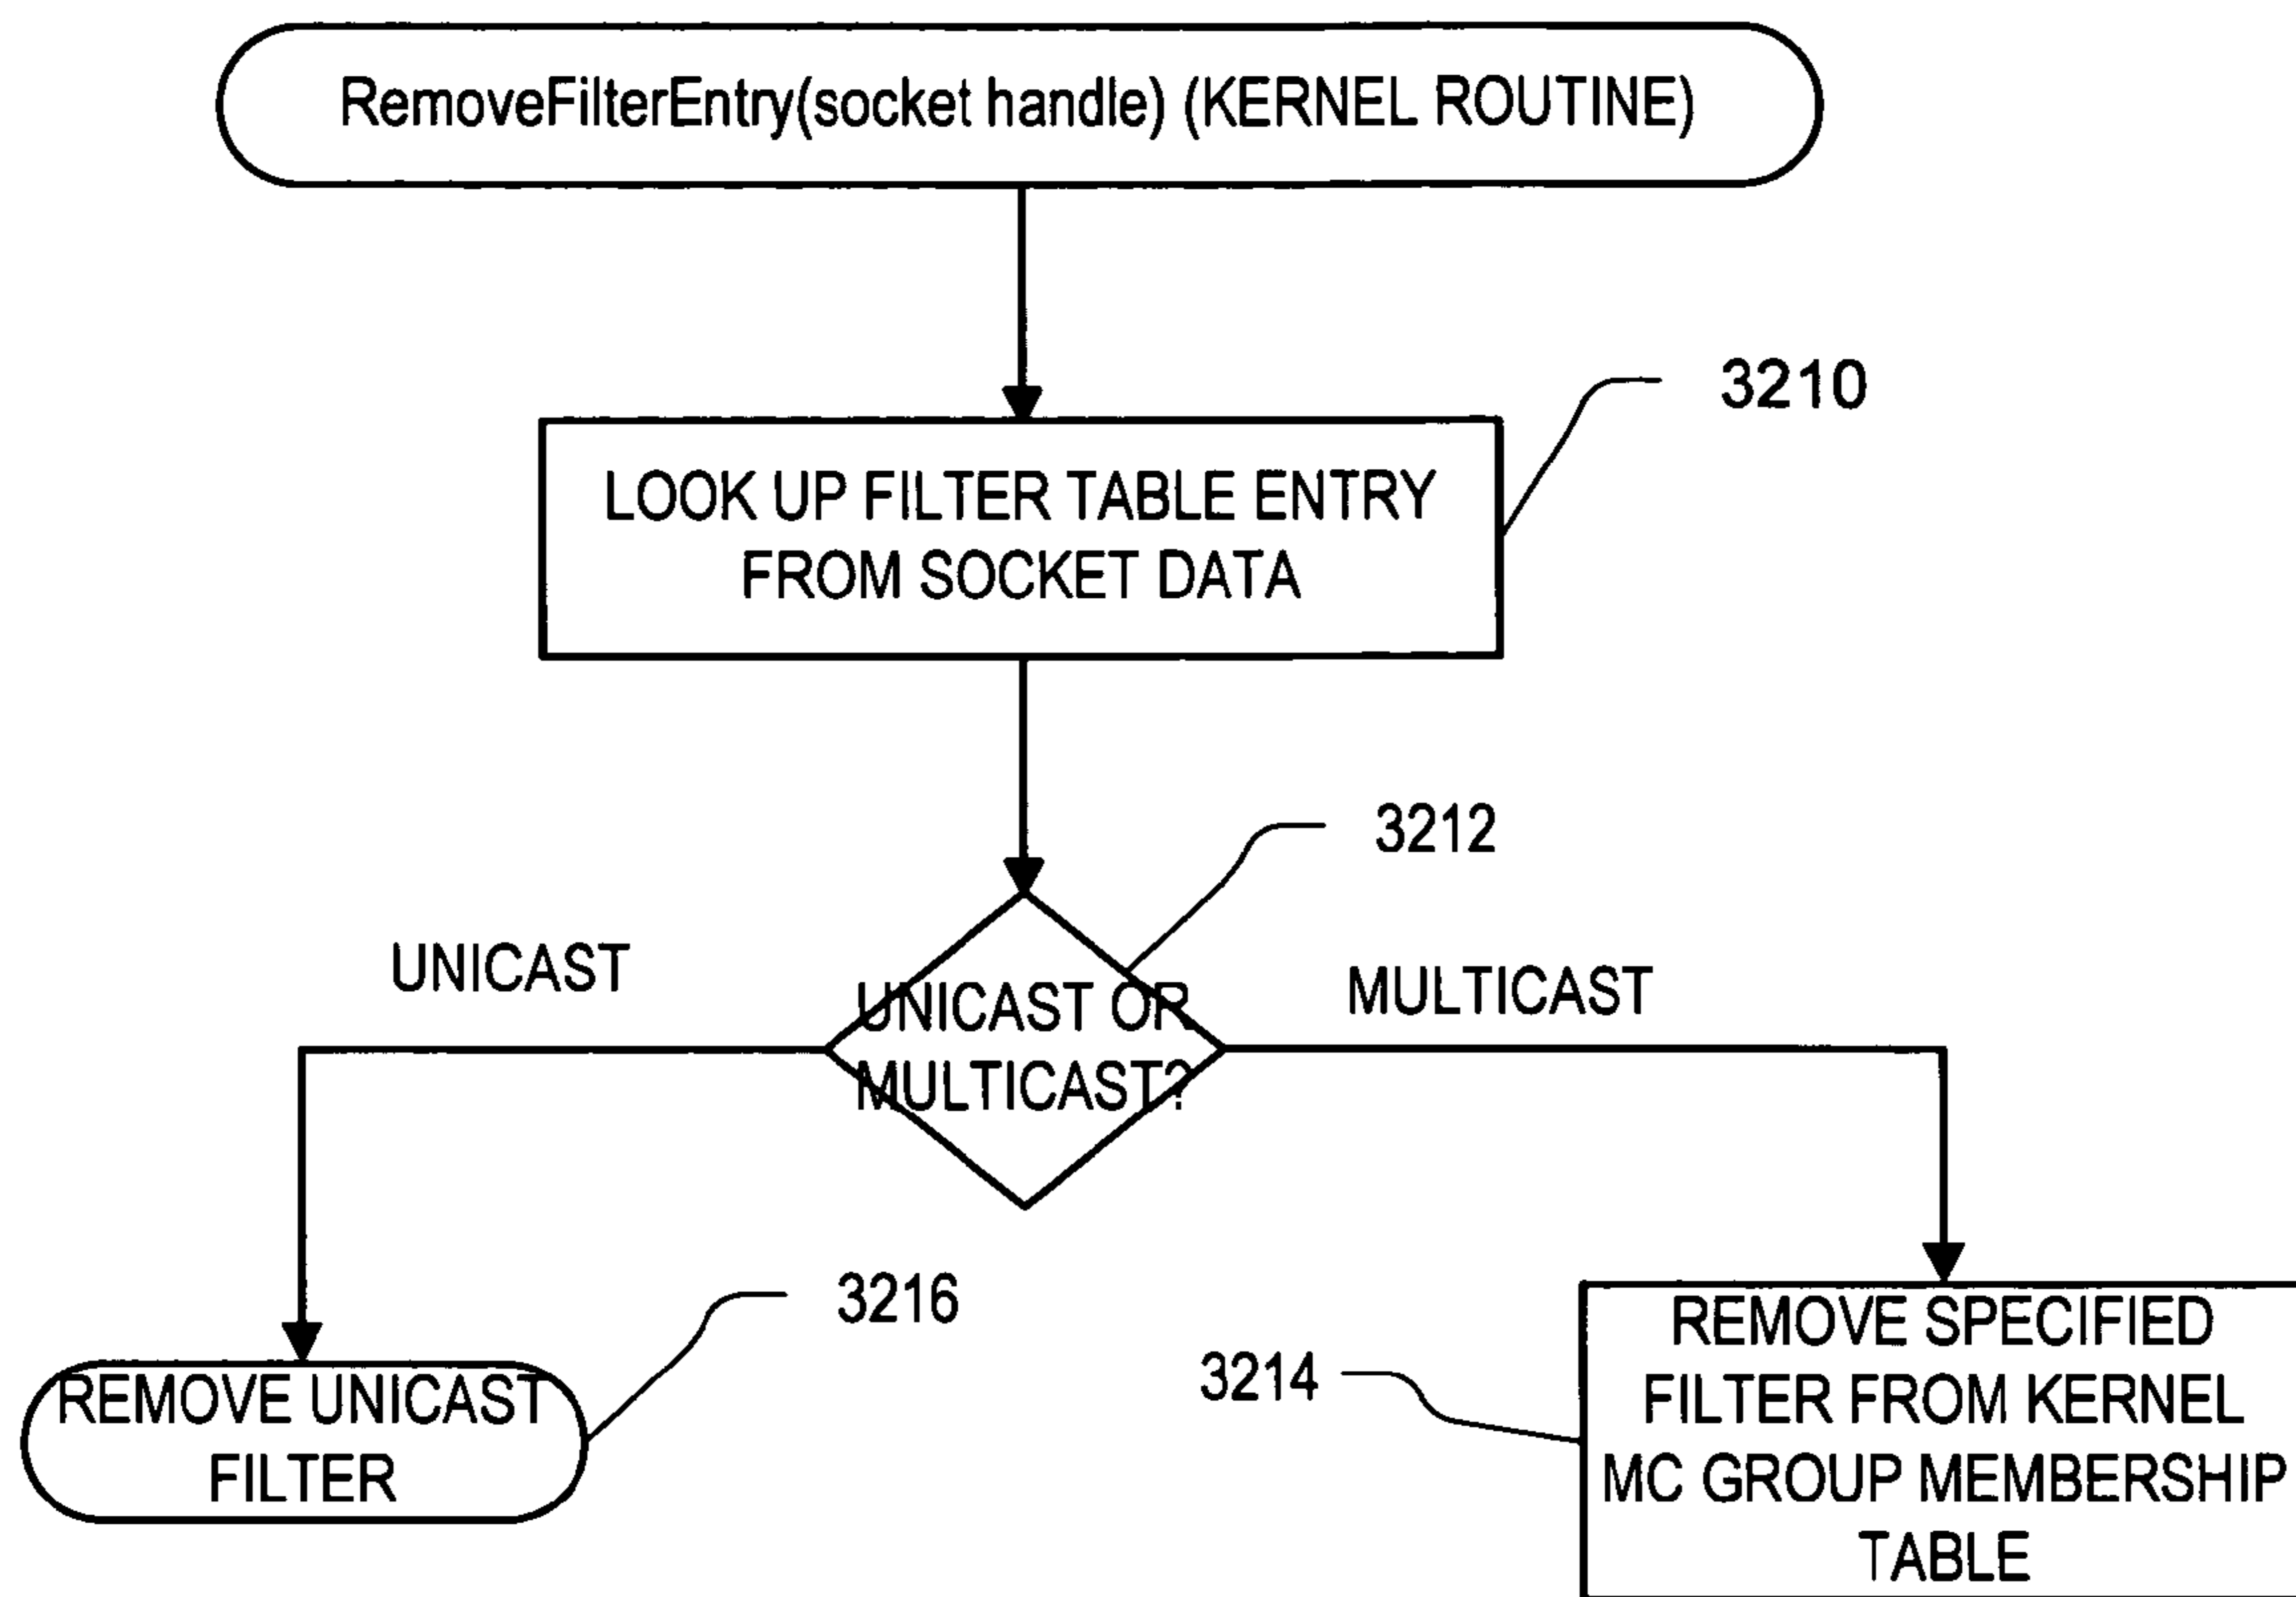 RemoveFilterEntry(socket handle) (KERNEL ROUTINE)
3210
LOOK UP FILTER TABLE ENTRY
FROM SOCKET DATA
3212
UNICAST
MULTICAST
UNICAST OR
MULTICAST?
3216
REMOVE UNICAST
FILTER
3214
REMOVE SPECIFIED
FILTER FROM KERNEL
MC GROUP MEMBERSHIP
TABLE